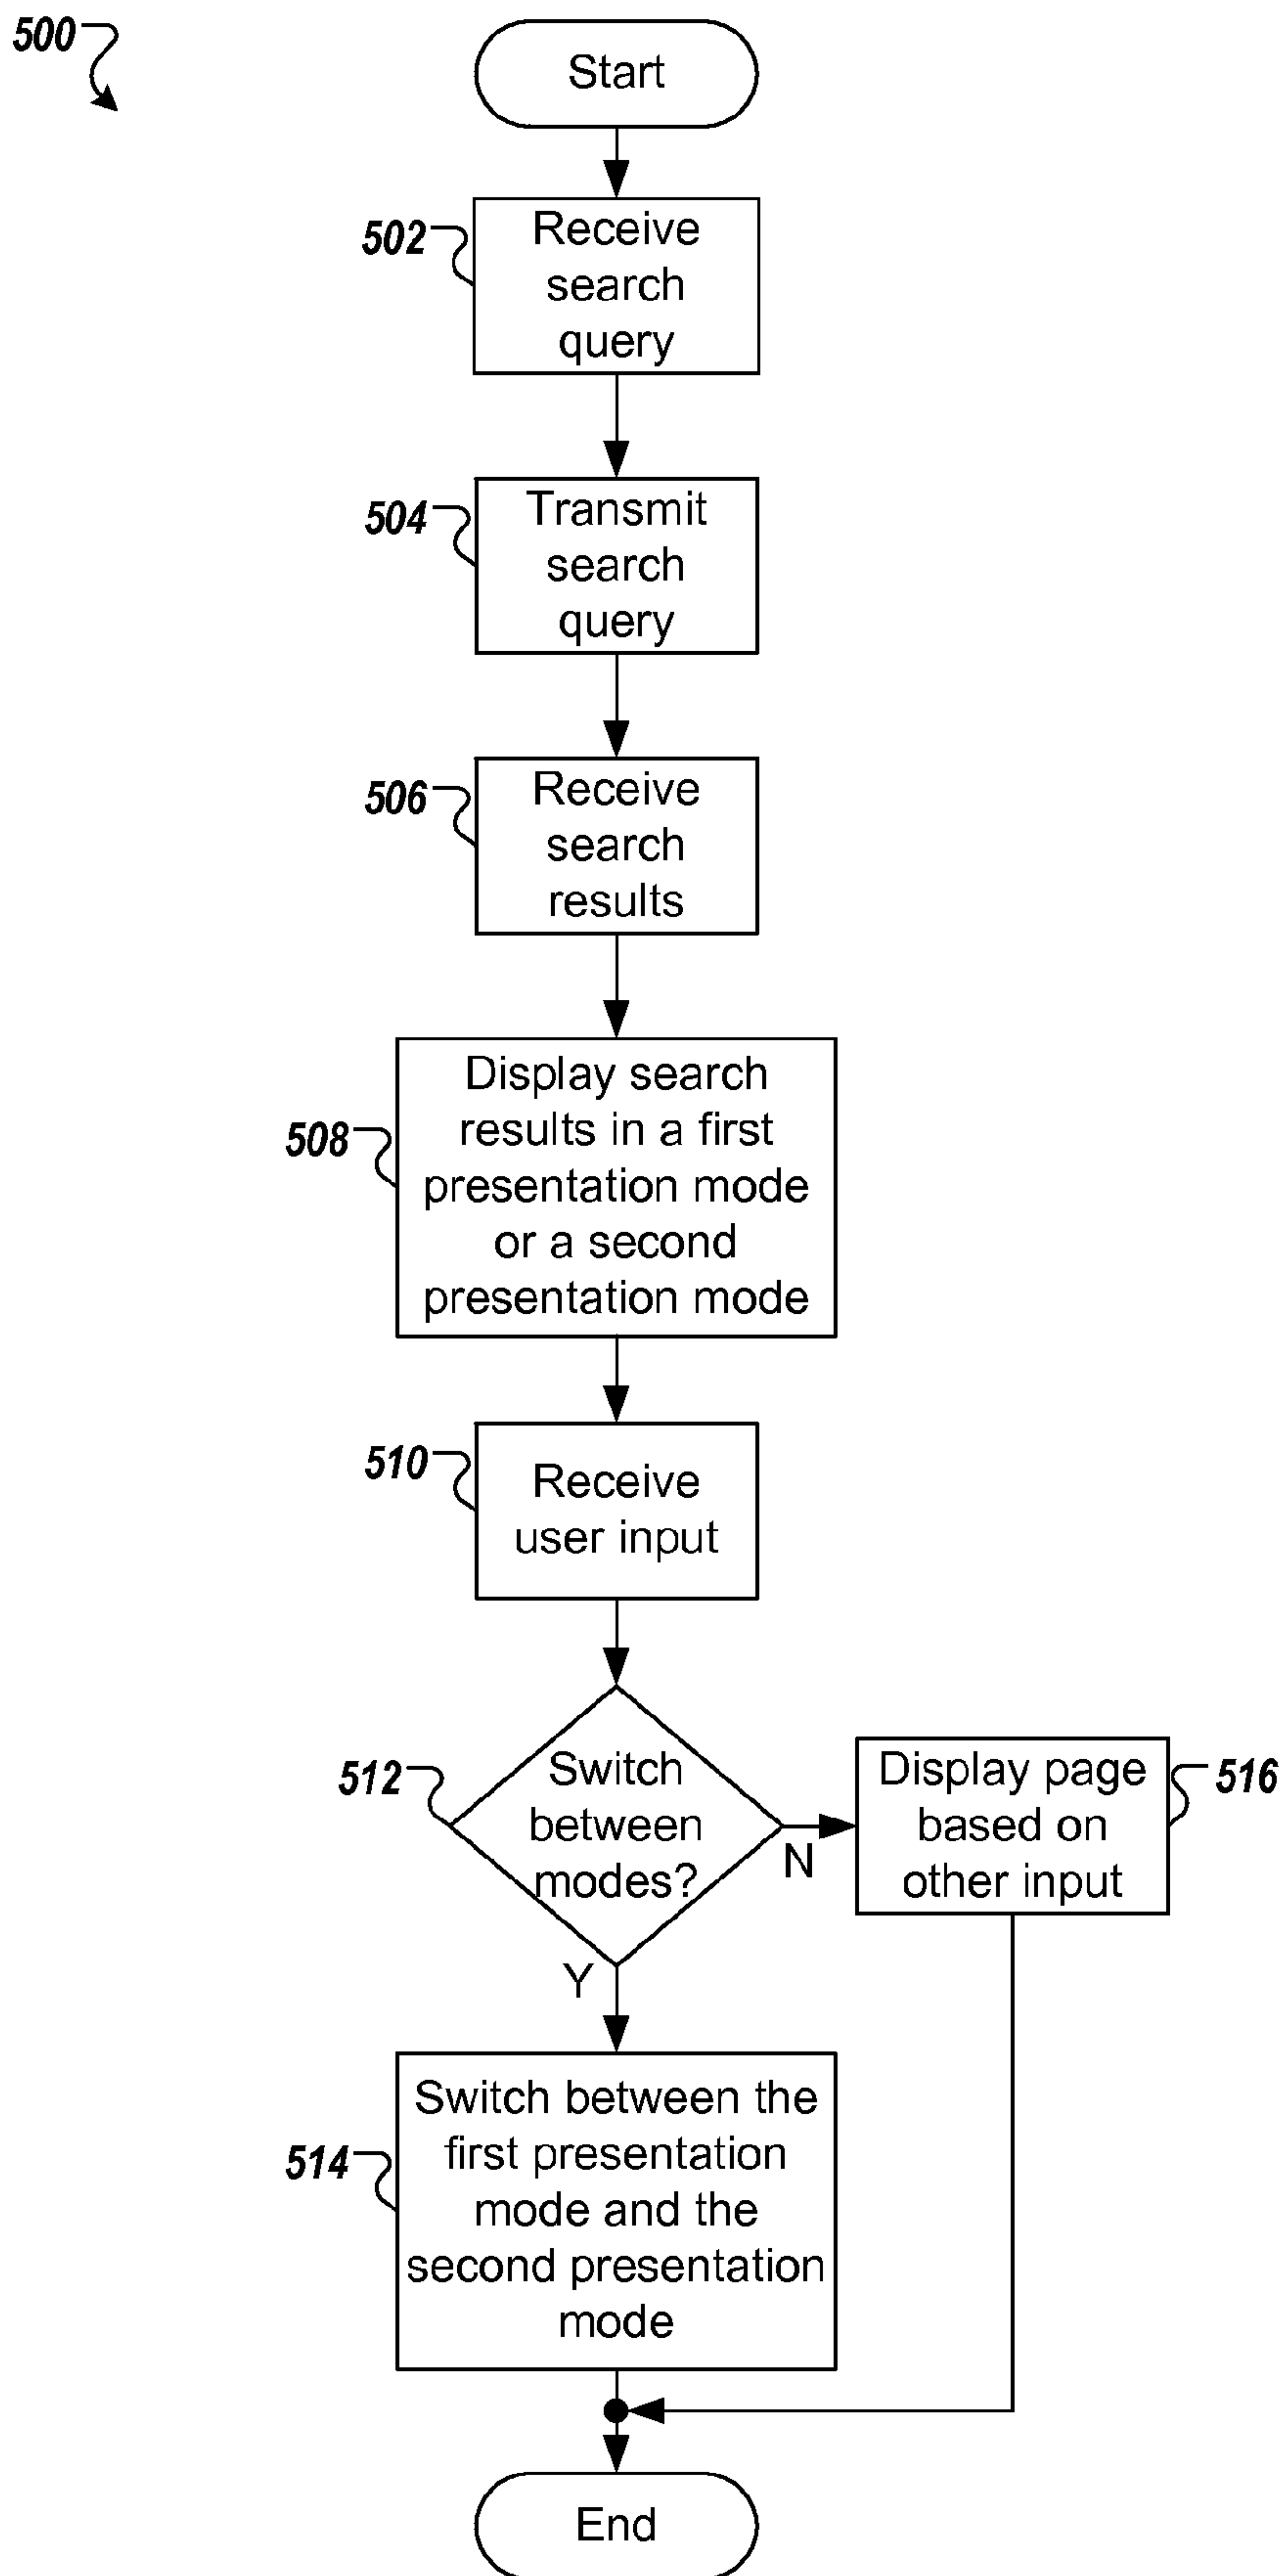 500
Start
502
Receive
search
query
504
Transmit
search
query
506
Receive
search
results
508
Display search
results in a first
presentation mode
or a second
presentation mode
510
Receive
user input
512
Switch
between
modes?
N
Display page
based on
other input
516
Y
514
Switch between the
first presentation
mode and the
second presentation
mode
End